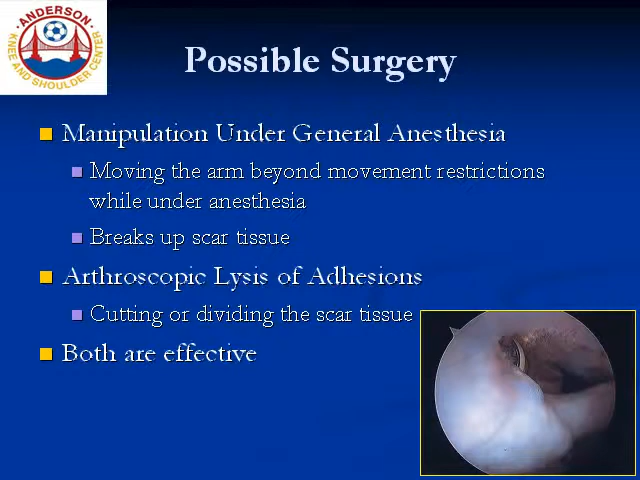 ANDERSON
KNEE AND SHOULDER CENTER
Possible Surgery
Manipulation Under General Anesthesia
Moving the arm beyond movement restrictions
while under anesthesia
Breaks up scar tissue
Arthroscopic Lysis of Adhesions
Cutting or dividing the scar tissue
Both are effective